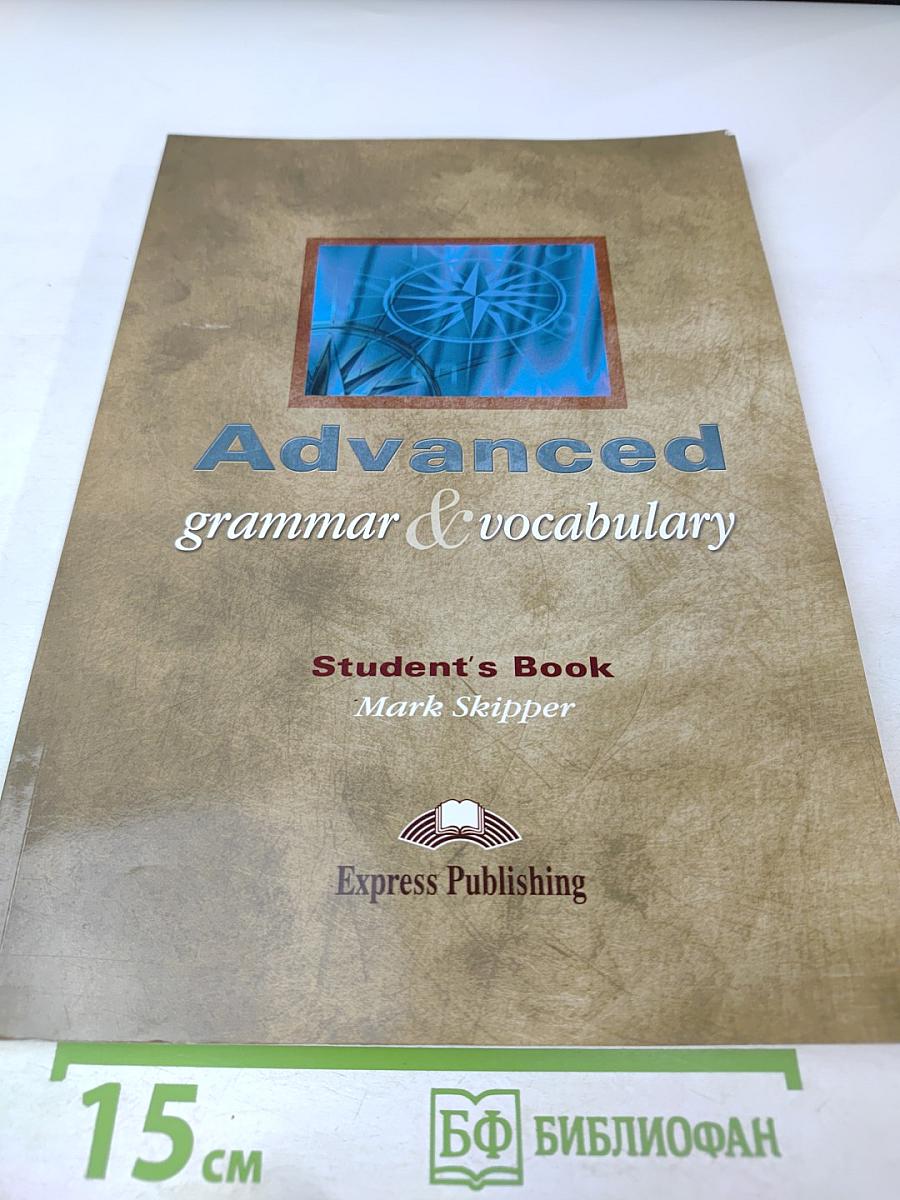 Advanced
grammar & vocabulary
Student's Book
Mark Skipper
Express Publishing
15 см
БФ БИБЛИОФАН